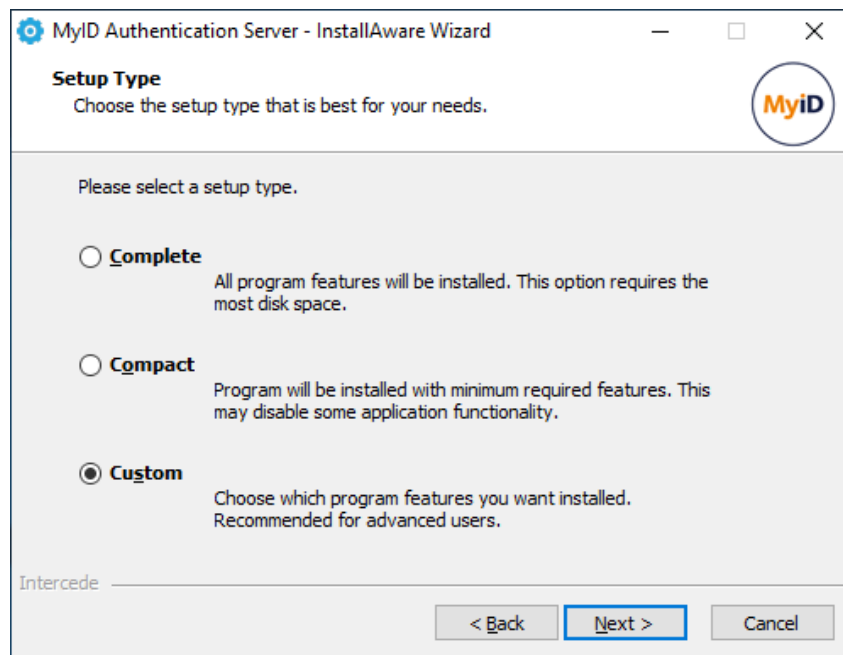 MyID Authentication Server - InstallAware Wizard
Setup Type
Choose the setup type that is best for your needs.
MyiD
Please select a setup type.
Complete
All program features will be installed. This option requires the
most disk space.
Compact
Program will be installed with minimum required features. This
may disable some application functionality.
Custom
Choose which program features you want installed.
Recommended for advanced users.
Intercede
< Back
Next >
Cancel